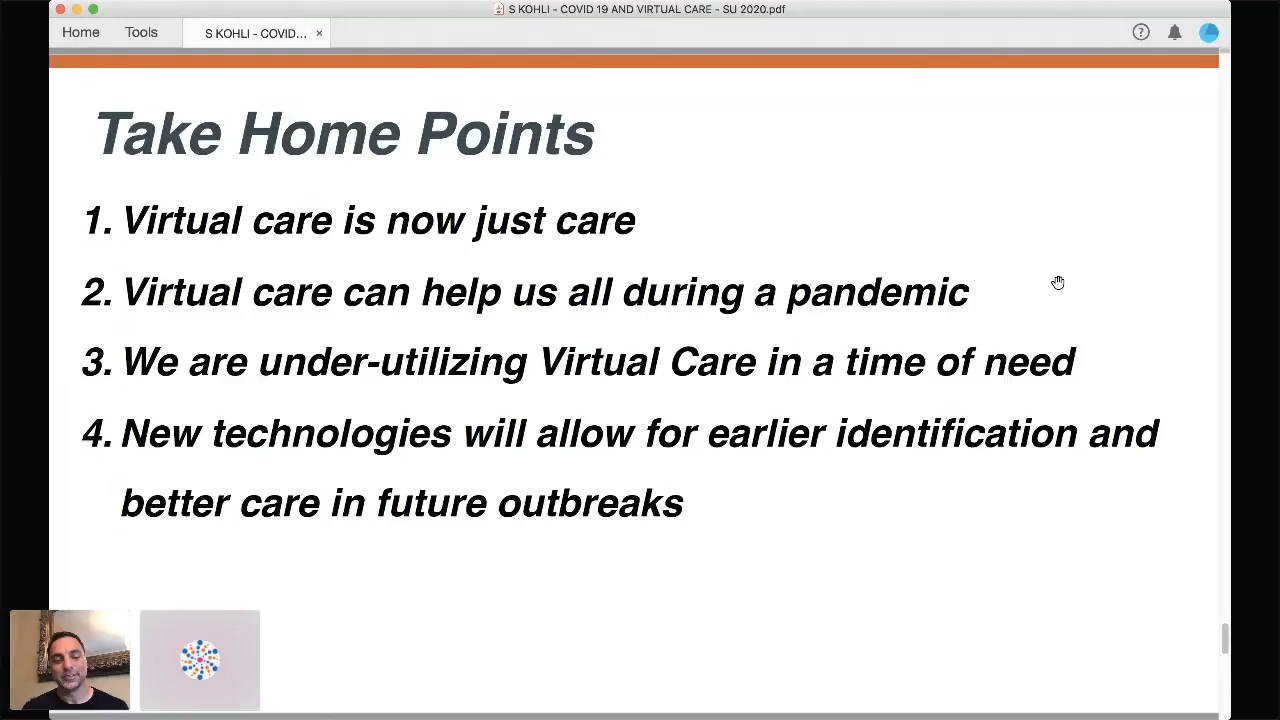 S KOHLI - COVID 19 AND VIRTUAL CARE - SU 2020.pdf
Home Tools S KOHLI - COVID... ×
Take Home Points
1. Virtual care is now just care
2. Virtual care can help us all during a pandemic
3. We are under-utilizing Virtual Care in a time of need
4. New technologies will allow for earlier identification and
better care in future outbreaks